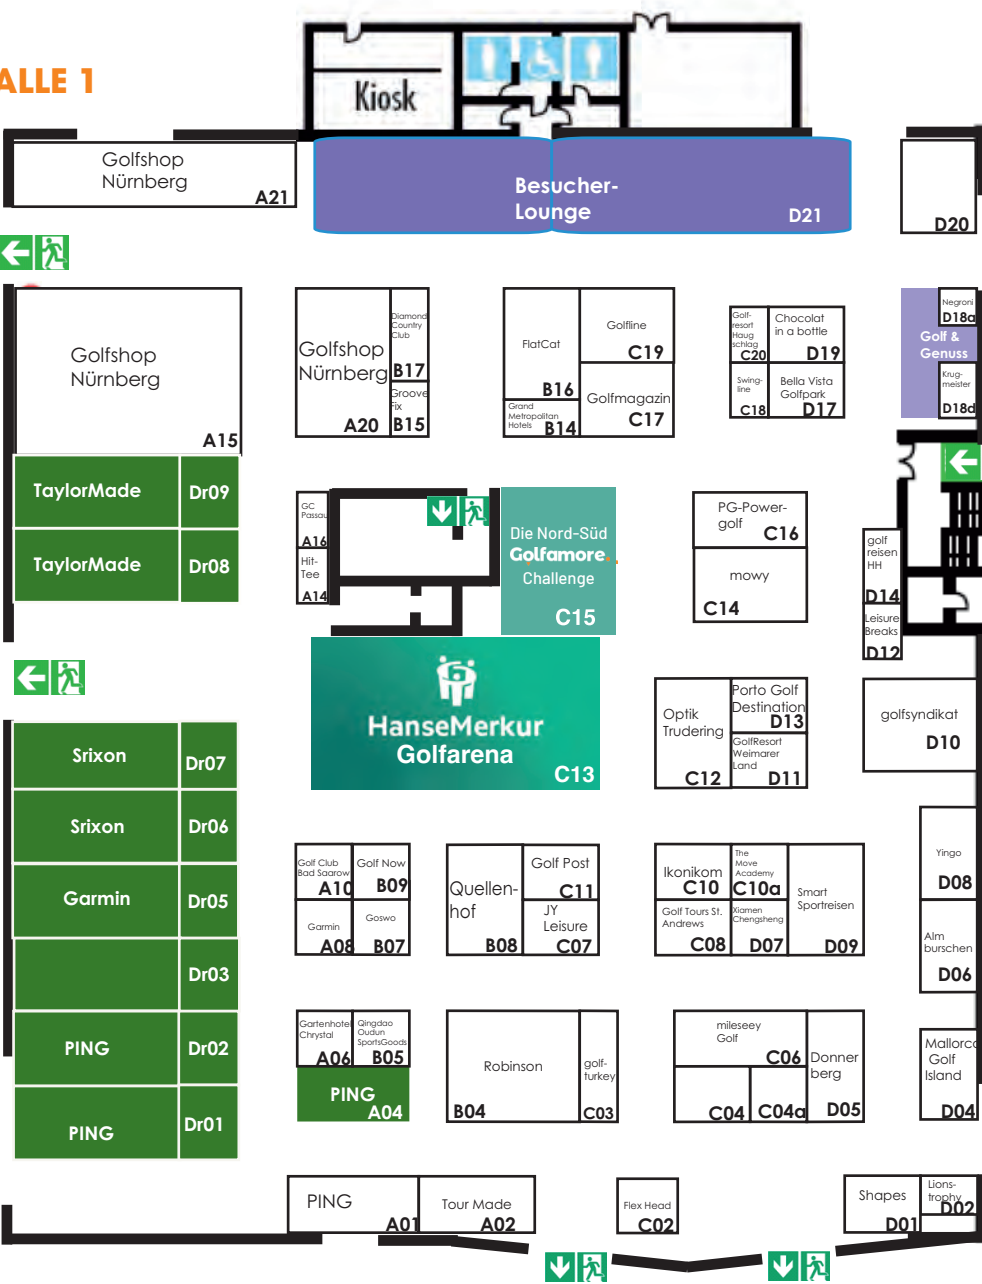 ALLE 1
Kiosk
Golfshop
Nürnberg
A21
Besucher-
Lounge
D21
D20
Golfshop
Nürnberg
A15
Golfshop
Nürnberg
A20
Diamond
Country
Club
B17
Groove
Fix
B15
FlatCat
B16
Grand
Metropolitan
Hotels
B14
Golfline
C19
Golfmagazin
C17
Golf-
resort
Haug
schlag
C20
Chocolat
in a bottle
D19
Swing-
line
C18
Bella Vista
Golfpark
D17
Negroni
D18a
Golf &
Genuss
Krug-
meister
D18d
TaylorMade
Dr09
TaylorMade
Dr08
GC
Passau
A16
Hit-
Tee
A14
Die Nord-Süd
Golfamore
Challenge
C15
PG-Power-
golf
C16
mowy
C14
golf
reisen
HH
D14
Leisure
Breaks
D12
HanseMerkur
Golfarena
C13
Optik
Trudering
C12
Porto Golf
Destination
D13
GolfResort
Weimarer
Land
D11
golfsyndikat
D10
Srixon
Dr07
Srixon
Dr06
Garmin
Dr05
Dr03
PING
Dr02
PING
Dr01
Golf Club
Bad Saarow
A10
Golf Now
B09
Garmin
A08
Goswo
B07
Quellen-
hof
B08
Golf Post
C11
JY
Leisure
C07
Ikonikom
C10
The
Move
Academy
C10a
Golf Tours St.
Andrews
C08
Xiamen
Chengsheng
D07
Smart
Sportreisen
D09
Yingo
D08
Alm
burschen
D06
Gartenhotel
Chrystal
A06
Qingdao
Oudun
SportsGoods
B05
PING
A04
Robinson
B04
golf-
turkey
C03
mileseey
Golf
C06
C04
C04a
Donner
berg
D05
Mallorca
Golf
Island
D04
PING
A01
Tour Made
A02
Flex Head
C02
Shapes
D01
Lions-
trophy
D02